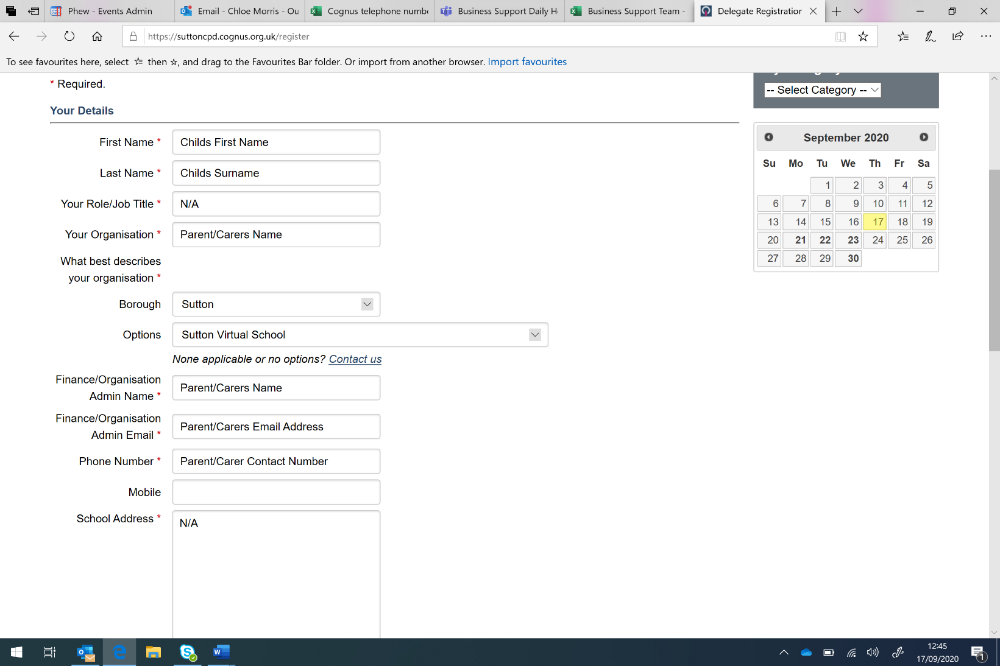 Phew - Events Admin
Email - Chloe Morris - Ou
Cognus telephone numb
Business Support Daily H
Business Support Team -
Delegate Registration
https://suttoncpd.cognus.org.uk/register
To see favourites here, select then ☆, and drag to the Favourites Bar folder. Or import from another browser. Import favourites
* Required.
-- Select Category --
Your Details
First Name * Childs First Name
Last Name * Childs Surname
Your Role/Job Title * N/A
Your Organisation * Parent/Carers Name
What best describes
your organisation *
Borough Sutton
Options Sutton Virtual School
None applicable or no options? Contact us
Finance/Organisation
Admin Name * Parent/Carers Name
Finance/Organisation
Admin Email * Parent/Carers Email Address
Phone Number * Parent/Carer Contact Number
Mobile
School Address * N/A
September 2020
Su Mo Tu We Th Fr Sa
1 2 3 4 5
6 7 8 9 10 11 12
13 14 15 16 17 18 19
20 21 22 23 24 25 26
27 28 29 30
12:45
17/09/2020
1